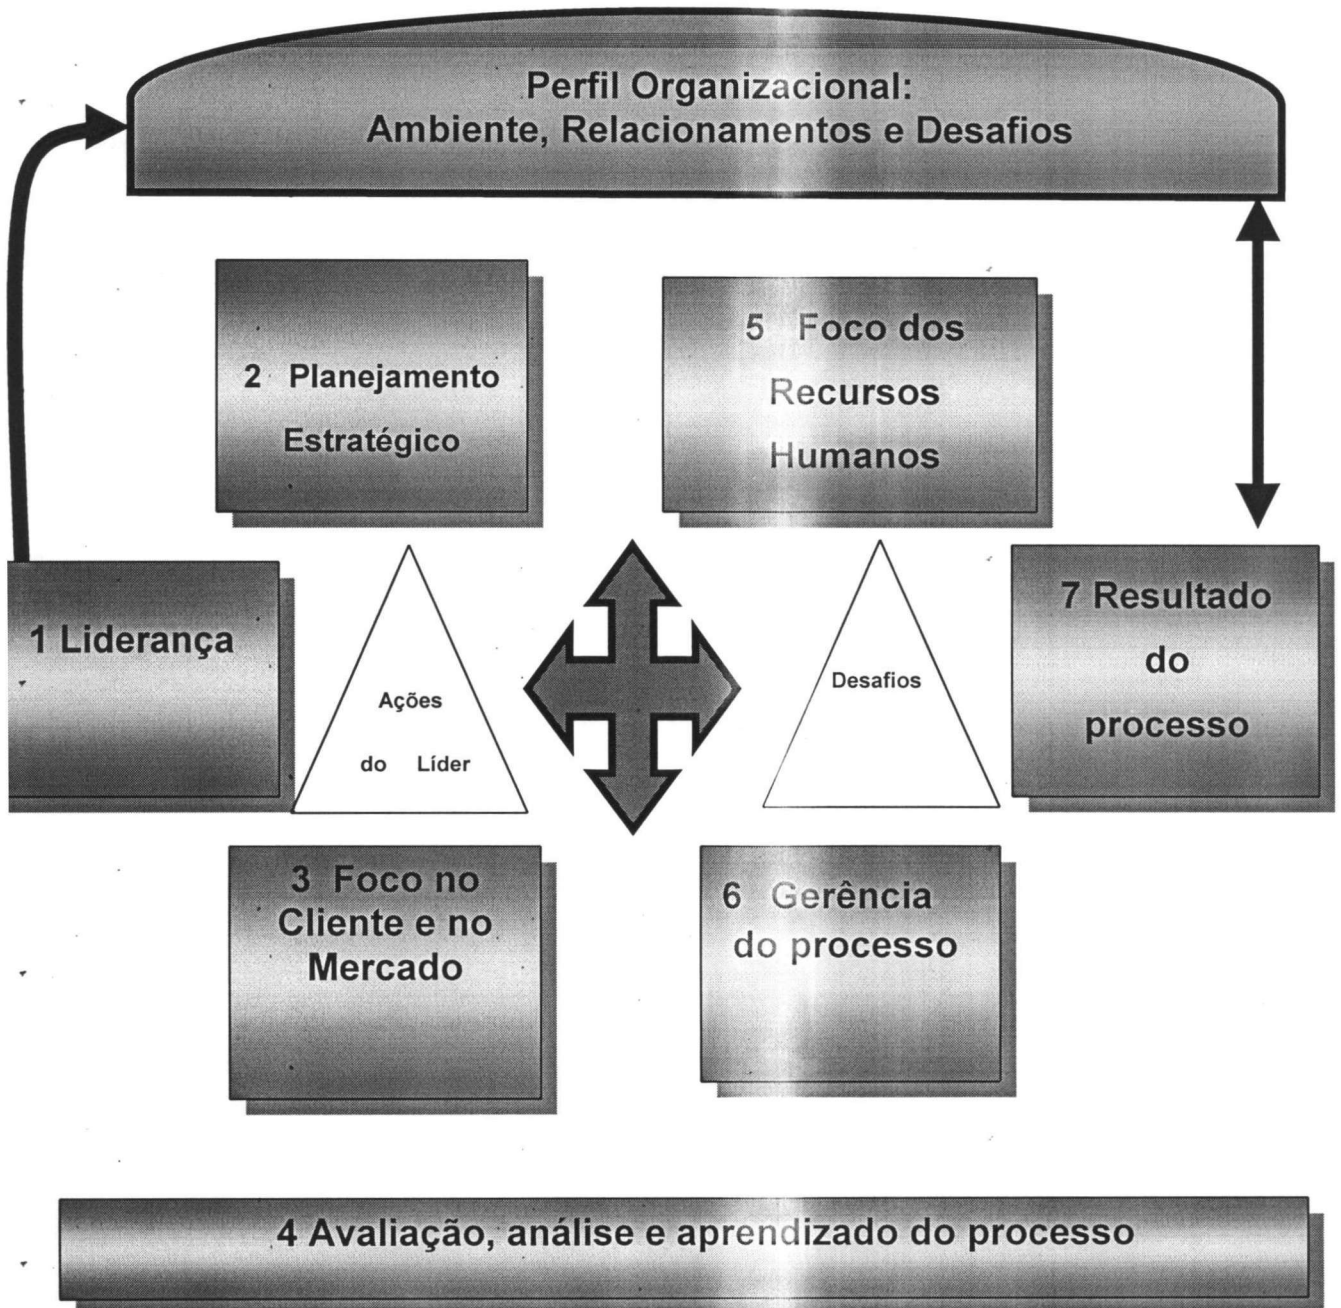 Perfil Organizacional:
Ambiente, Relacionamentos e Desafios
2 Planejamento
Estratégico
5 Foco dos
Recursos
Humanos
1 Liderança
Ações
do Líder
Desafios
7 Resultado
do
processo
3 Foco no
Cliente e no
Mercado
6 Gerência
do processo
4 Avaliação, análise e aprendizado do processo